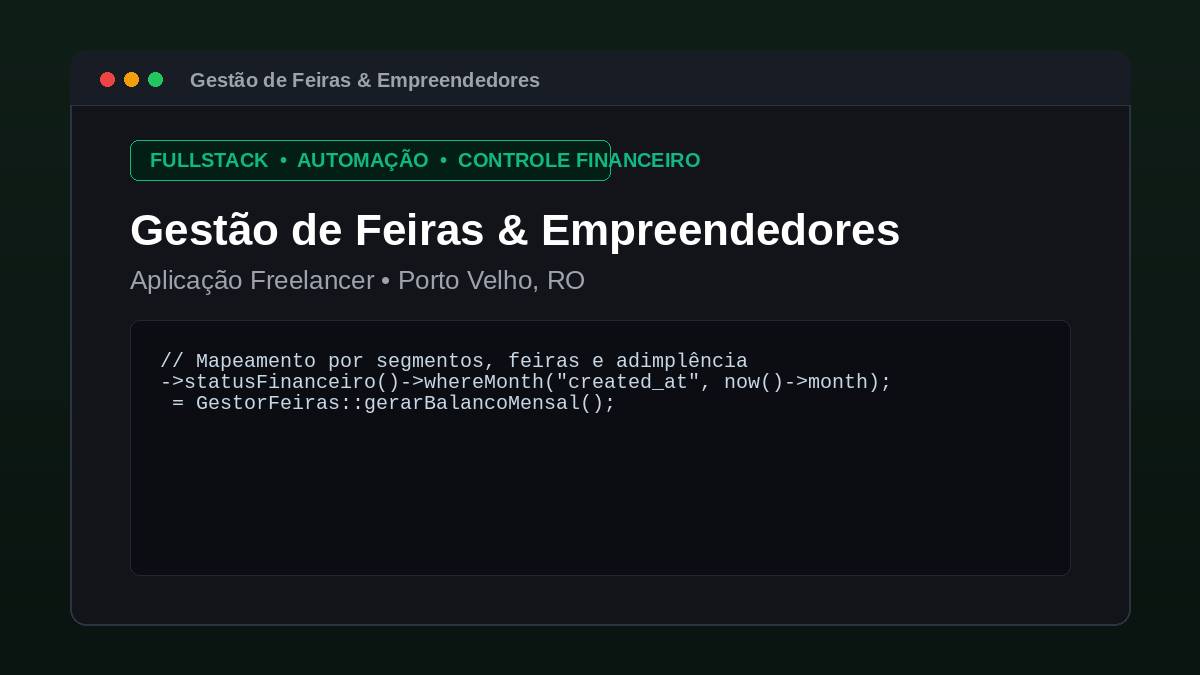 Gestão de Feiras & Empreendedores
FULLSTACK • AUTOMAÇÃO • CONTROLE FINANCEIRO
Gestão de Feiras & Empreendedores
Aplicação Freelancer • Porto Velho, RO
// Mapeamento por segmentos, feiras e adimplência
->statusFinanceiro()->whereMonth("created_at", now()->month);
 = GestorFeiras::gerarBalancoMensal();